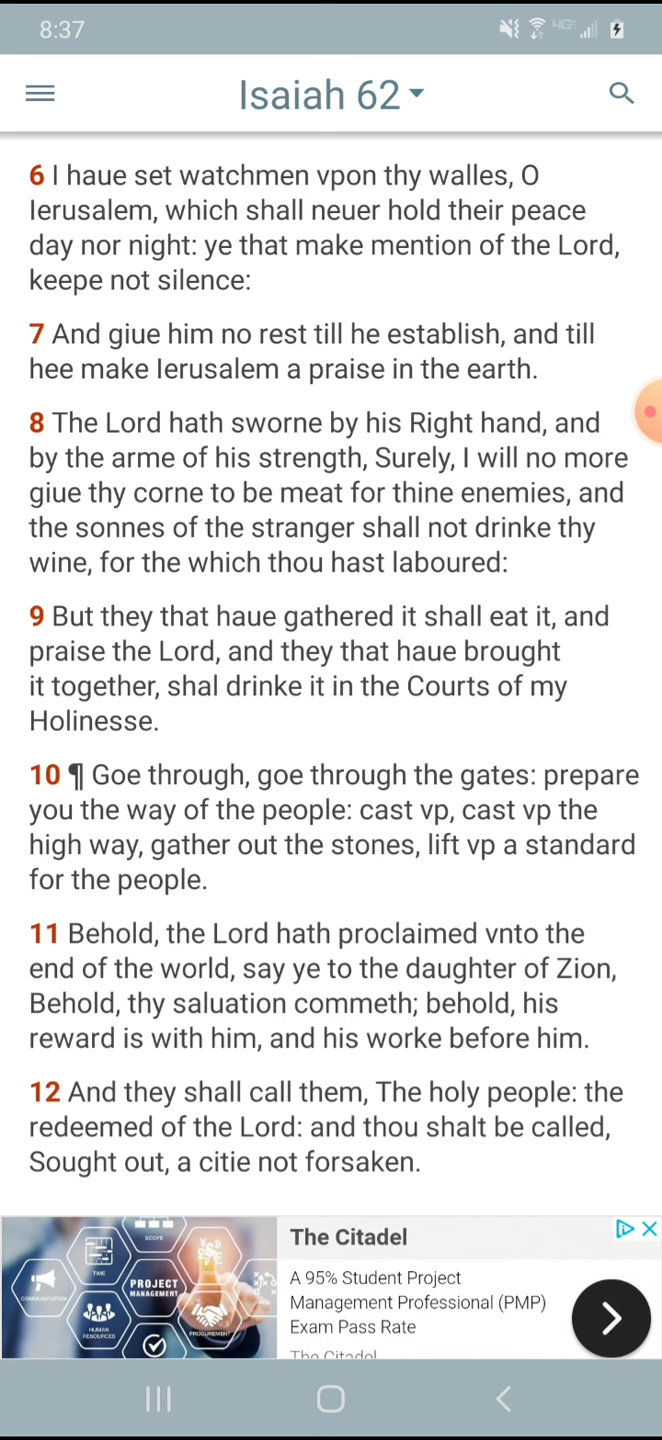 8:37
4GE
Isaiah 62
6 I haue set watchmen vpon thy walles, O
Ierusalem, which shall neuer hold their peace
day nor night: ye that make mention of the Lord,
keepe not silence:
7 And giue him no rest till he establish, and till
hee make Ierusalem a praise in the earth.
8 The Lord hath sworne by his Right hand, and
by the arme of his strength, Surely, I will no more
giue thy corne to be meat for thine enemies, and
the sonnes of the stranger shall not drinke thy
wine, for the which thou hast laboured:
9 But they that haue gathered it shall eat it, and
praise the Lord, and they that haue brought
it together, shal drinke it in the Courts of my
Holinesse.
10 ¶ Goe through, goe through the gates: prepare
you the way of the people: cast vp, cast vp the
high way, gather out the stones, lift vp a standard
for the people.
11 Behold, the Lord hath proclaimed vnto the
end of the world, say ye to the daughter of Zion,
Behold, thy saluation commeth; behold, his
reward is with him, and his worke before him.
12 And they shall call them, The holy people: the
redeemed of the Lord: and thou shalt be called,
Sought out, a citie not forsaken.
SCOPE
TIME
COMMUNICATION
PROJECT
MANAGEMENT
HUMAN
RESOURCES
PROCUREMENT
The Citadel
A 95% Student Project
Management Professional (PMP)
Exam Pass Rate
The Citadel